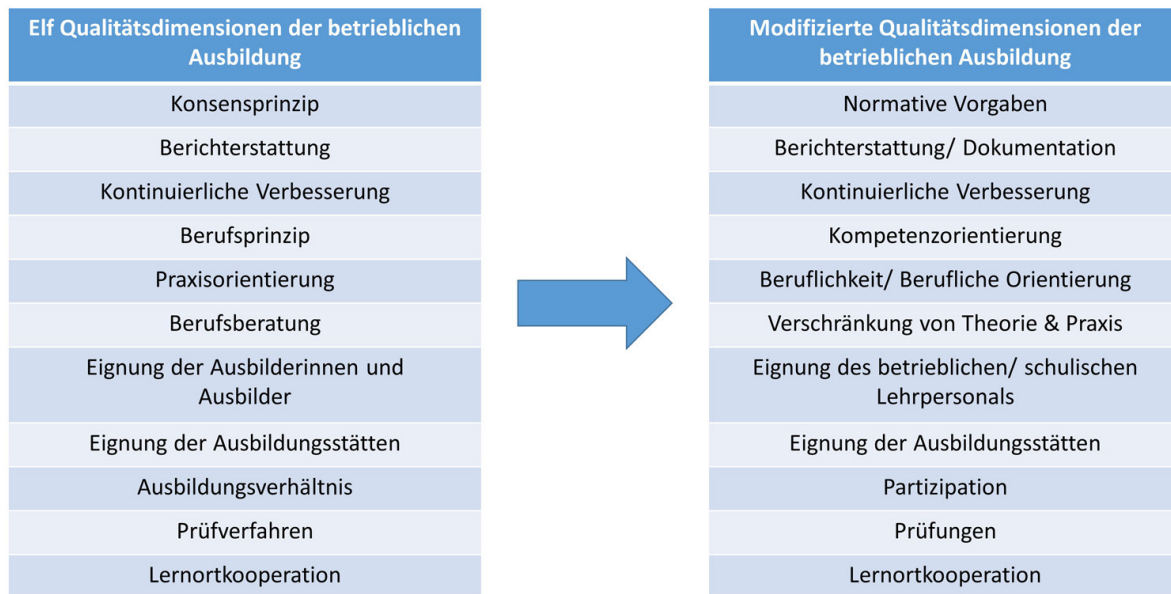 Elf Qualitätsdimensionen der betrieblichen
Ausbildung
Konsensprinzip
Berichterstattung
Kontinuierliche Verbesserung
Berufsprinzip
Praxisorientierung
Berufsberatung
Eignung der Ausbilderinnen und
Ausbilder
Eignung der Ausbildungsstätten
Ausbildungsverhältnis
Prüfverfahren
Lernortkooperation
Modifizierte Qualitätsdimensionen der
betrieblichen Ausbildung
Normative Vorgaben
Berichterstattung/ Dokumentation
Kontinuierliche Verbesserung
Kompetenzorientierung
Beruflichkeit/ Berufliche Orientierung
Verschränkung von Theorie & Praxis
Eignung des betrieblichen/ schulischen
Lehrpersonals
Eignung der Ausbildungsstätten
Partizipation
Prüfungen
Lernortkooperation